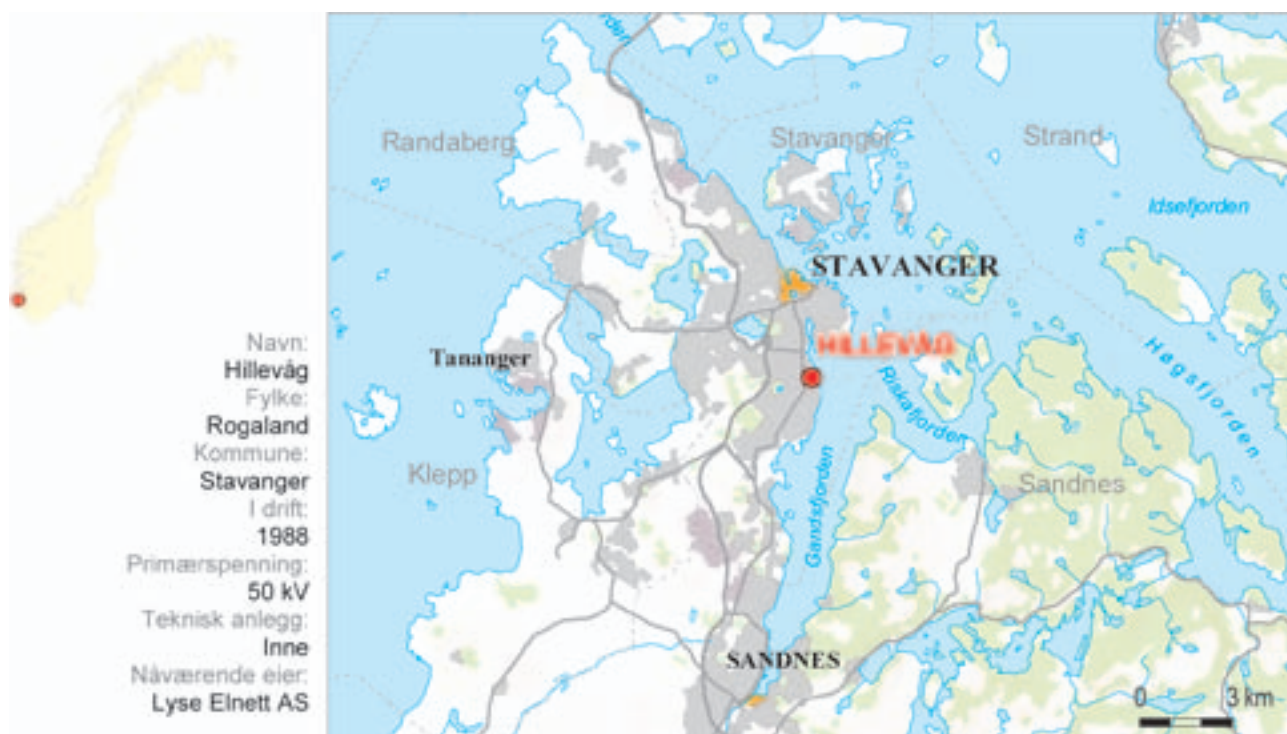 Navn:
Hillevåg
Fylke:
Rogaland
Kommune:
Stavanger
I drift:
1988
Primærspenning:
50 kV
Teknisk anlegg:
Inne
Nåværende eier:
Lyse Elnett AS
Randaberg
Stavanger
Strand
Idsefjorden
STAVANGER
HILLEVÅG
Tananger
Høgsfjorden
Riskafjorden
Klepp
Gandsfjorden
Sandnes
SANDNES
0 3 km